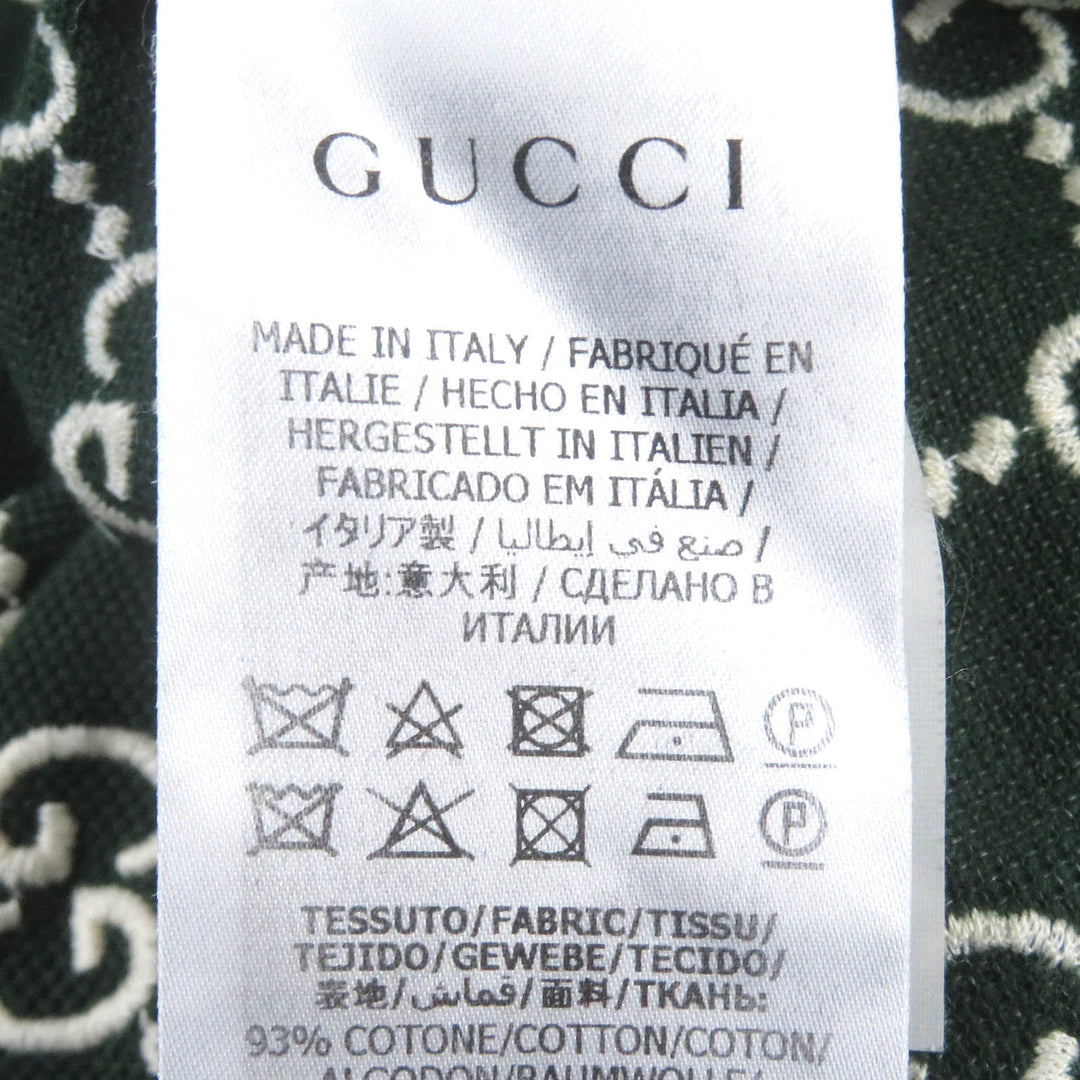 GUCCI
MADE IN ITALY / FABRIQUÉ EN
ITALIE / HECHO EN ITALIA /
HERGESTELLT IN ITALIEN /
FABRICADO EM ITÁLIA /
イタリア製 / صنع في إيطاليا /
产地:意大利 / СДЕЛАНО В
ИТАЛИИ
P
P
TESSUTO/FABRIC/TISSU/
TEJIDO/GEWEBE/TECIDO/
表地/قماش/面料/ТКАНЬ:
93% COTONE/COTTON/COTON/
ALGODON/BAUMWOLLE/